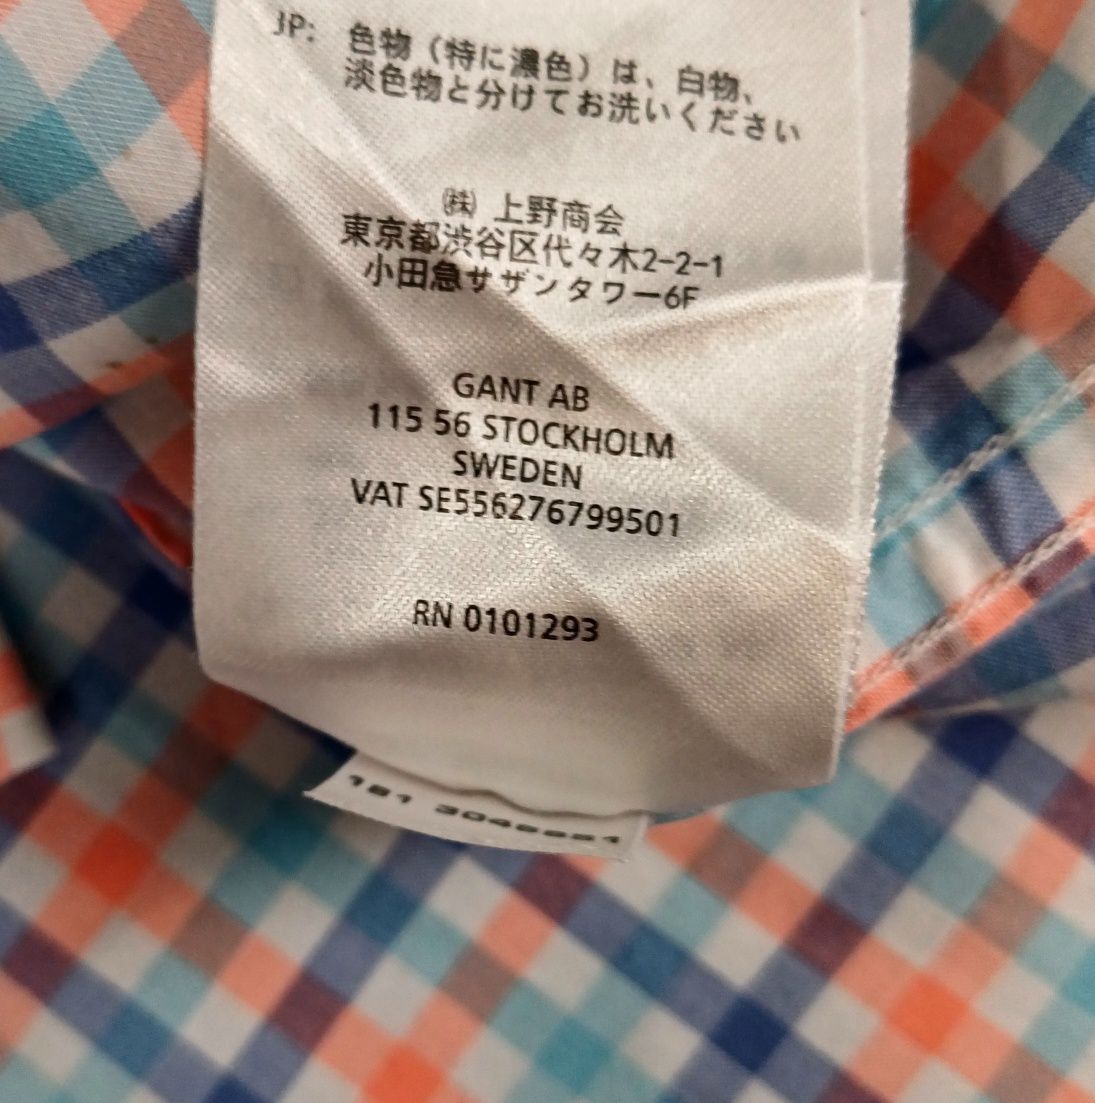 JP: 色物（特に濃色）は、白物、
淡色物と分けてお洗いください
㈱ 上野商会
東京都渋谷区代々木2-2-1
小田急サザンタワー6F
GANT AB
115 56 STOCKHOLM
SWEDEN
VAT SE556276799501
RN 0101293
181